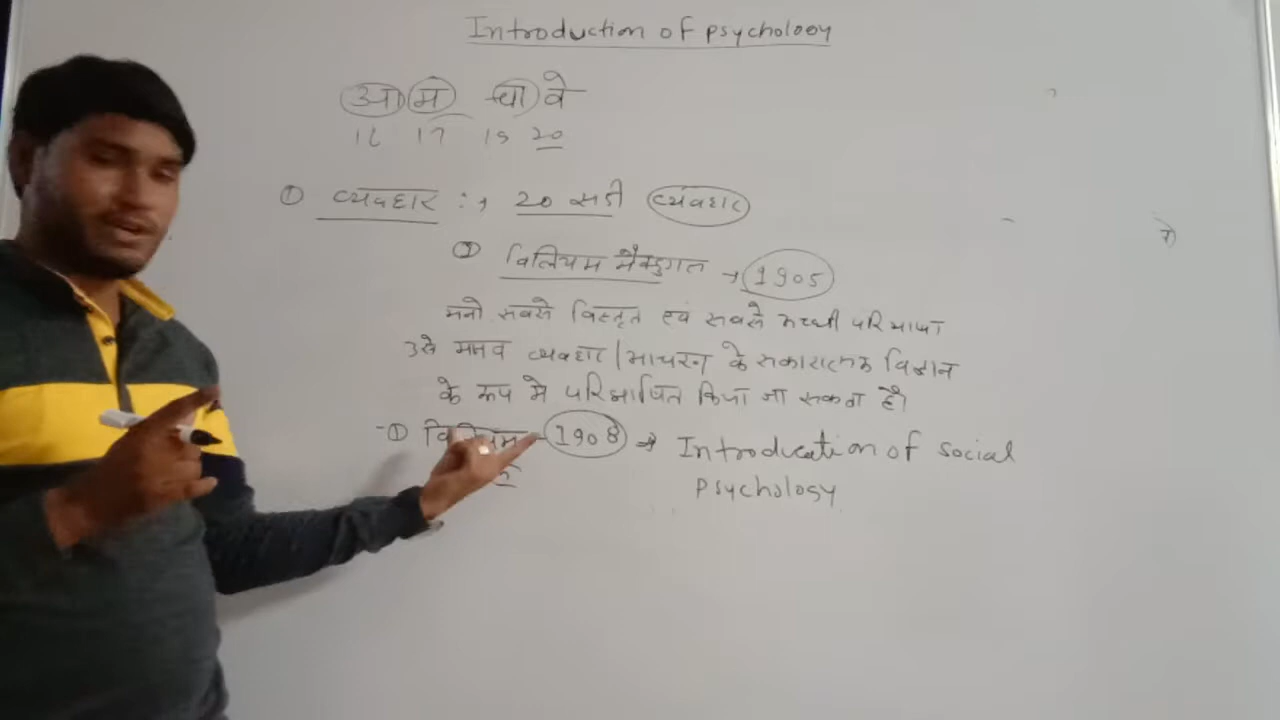 Introduction of psycholooy
आ म चा वे
16 17 19 20
① व्यवहार :→ 20 सदी व्यवहार
① विलियम मैक्डुगल → 1905
मनो सबसे विस्तृत एवं सबसे अच्छी परिभाषा
उसे मानव व्यवहार / आचरण के सकारात्मक विज्ञान
के रूप मे परिभाषित किया जा सकता है।
→ ① 1908 → Introducation of social
psychology